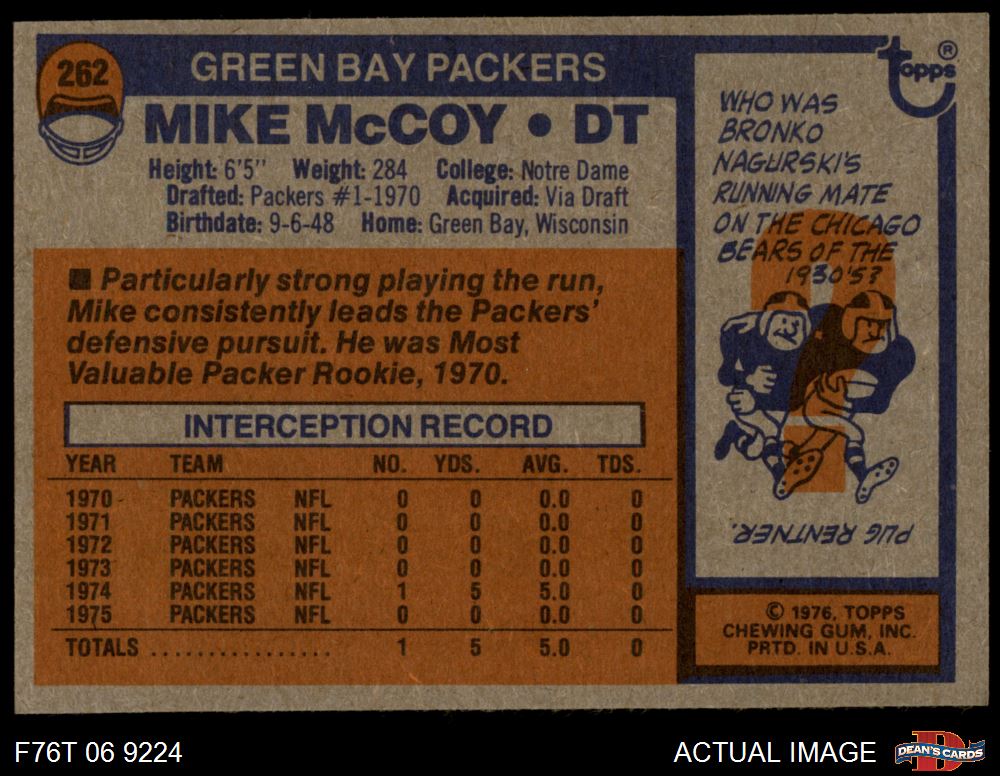 262
GREEN BAY PACKERS
MIKE McCOY • DT
Height: 6'5" Weight: 284 College: Notre Dame
Drafted: Packers #1-1970 Acquired: Via Draft
Birthdate: 9-6-48 Home: Green Bay, Wisconsin
■ Particularly strong playing the run,
Mike consistently leads the Packers'
defensive pursuit. He was Most
Valuable Packer Rookie, 1970.
INTERCEPTION RECORD
YEAR TEAM NO. YDS. AVG. TDS.
1970 PACKERS NFL 0 0 0.0 0
1971 PACKERS NFL 0 0 0.0 0
1972 PACKERS NFL 0 0 0.0 0
1973 PACKERS NFL 0 0 0.0 0
1974 PACKERS NFL 1 5 5.0 0
1975 PACKERS NFL 0 0 0.0 0
TOTALS ................ 1 5 5.0 0
topps ®
WHO WAS
BRONKO
NAGURSKI'S
RUNNING MATE
ON THE CHICAGO
BEARS OF THE
1930'S?
?
PUG RENTNER.
© 1976, TOPPS
CHEWING GUM, INC.
PRTD. IN U.S.A.
F76T 06 9224
ACTUAL IMAGE
D
DEAN'S CARDS